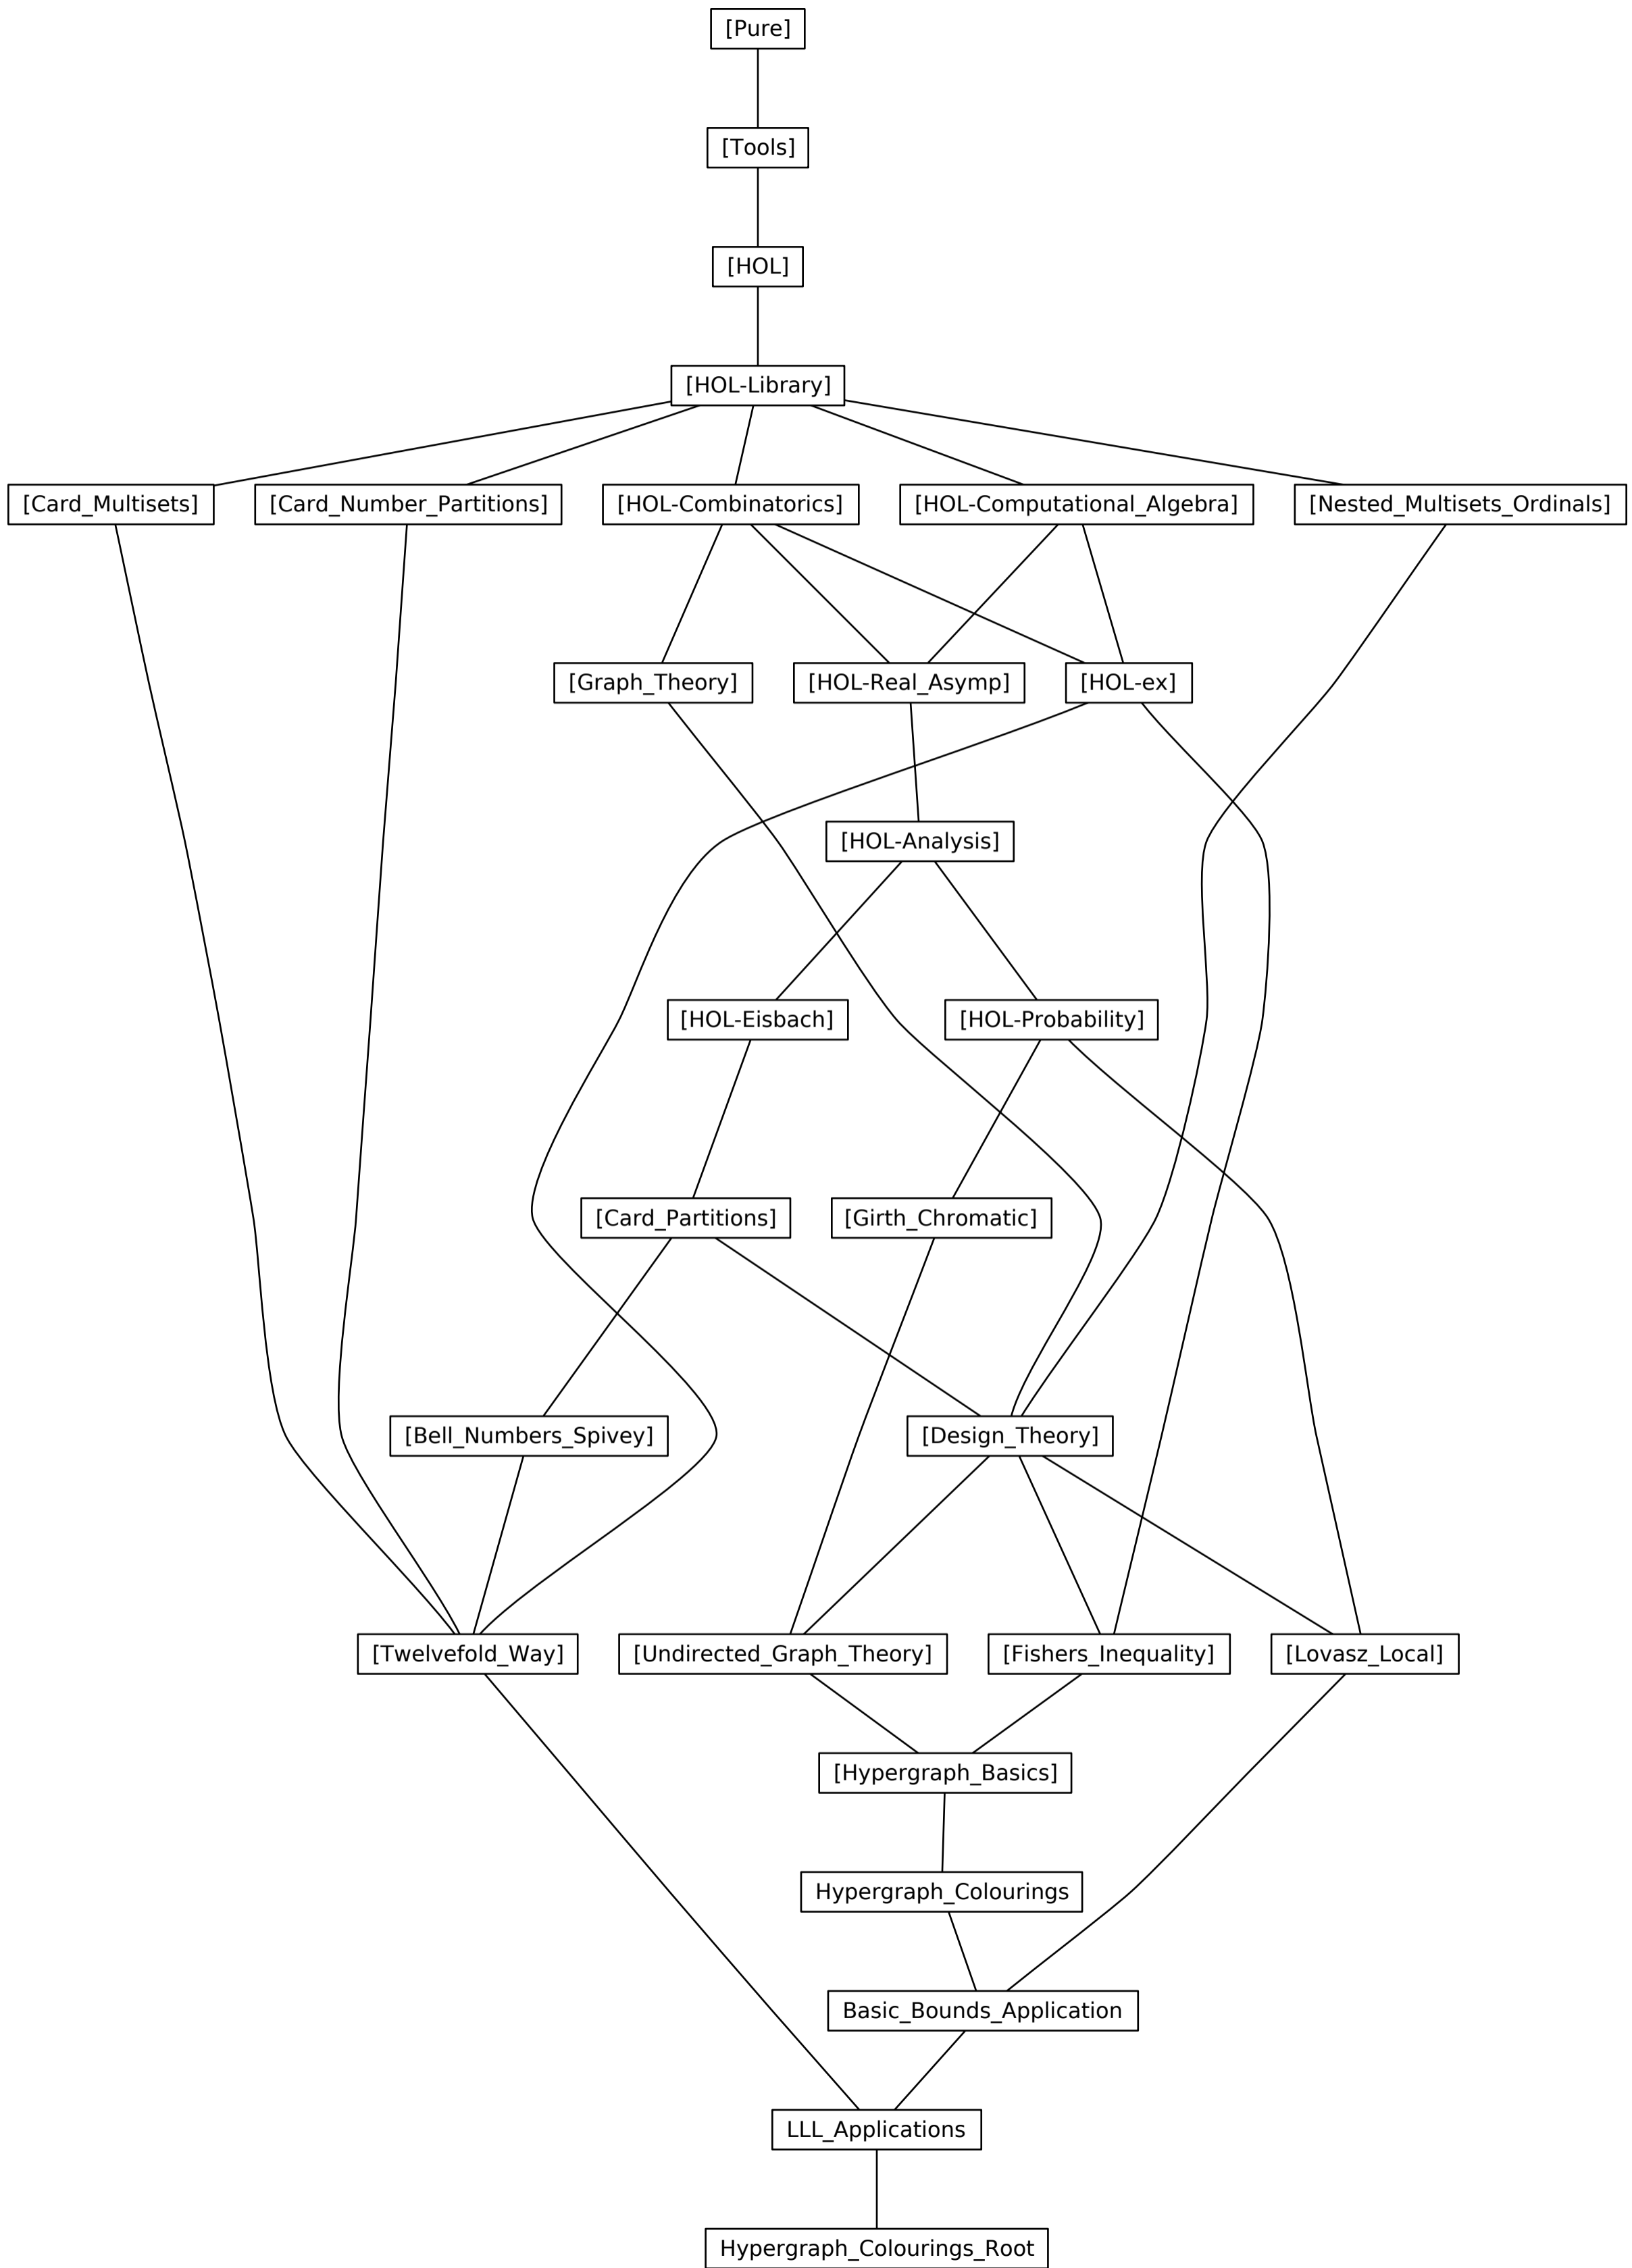 [Pure]
[Tools]
[HOL]
[HOL-Library]
[Card_Multisets]
[Card_Number_Partitions]
[HOL-Combinatorics]
[HOL-Computational_Algebra]
[Nested_Multisets_Ordinals]
[Graph_Theory]
[HOL-Real_Asymp]
[HOL-ex]
[HOL-Analysis]
[HOL-Eisbach]
[HOL-Probability]
[Card_Partitions]
[Girth_Chromatic]
[Bell_Numbers_Spivey]
[Design_Theory]
[Twelvefold_Way]
[Undirected_Graph_Theory]
[Fishers_Inequality]
[Lovasz_Local]
[Hypergraph_Basics]
Hypergraph_Colourings
Basic_Bounds_Application
LLL_Applications
Hypergraph_Colourings_Root